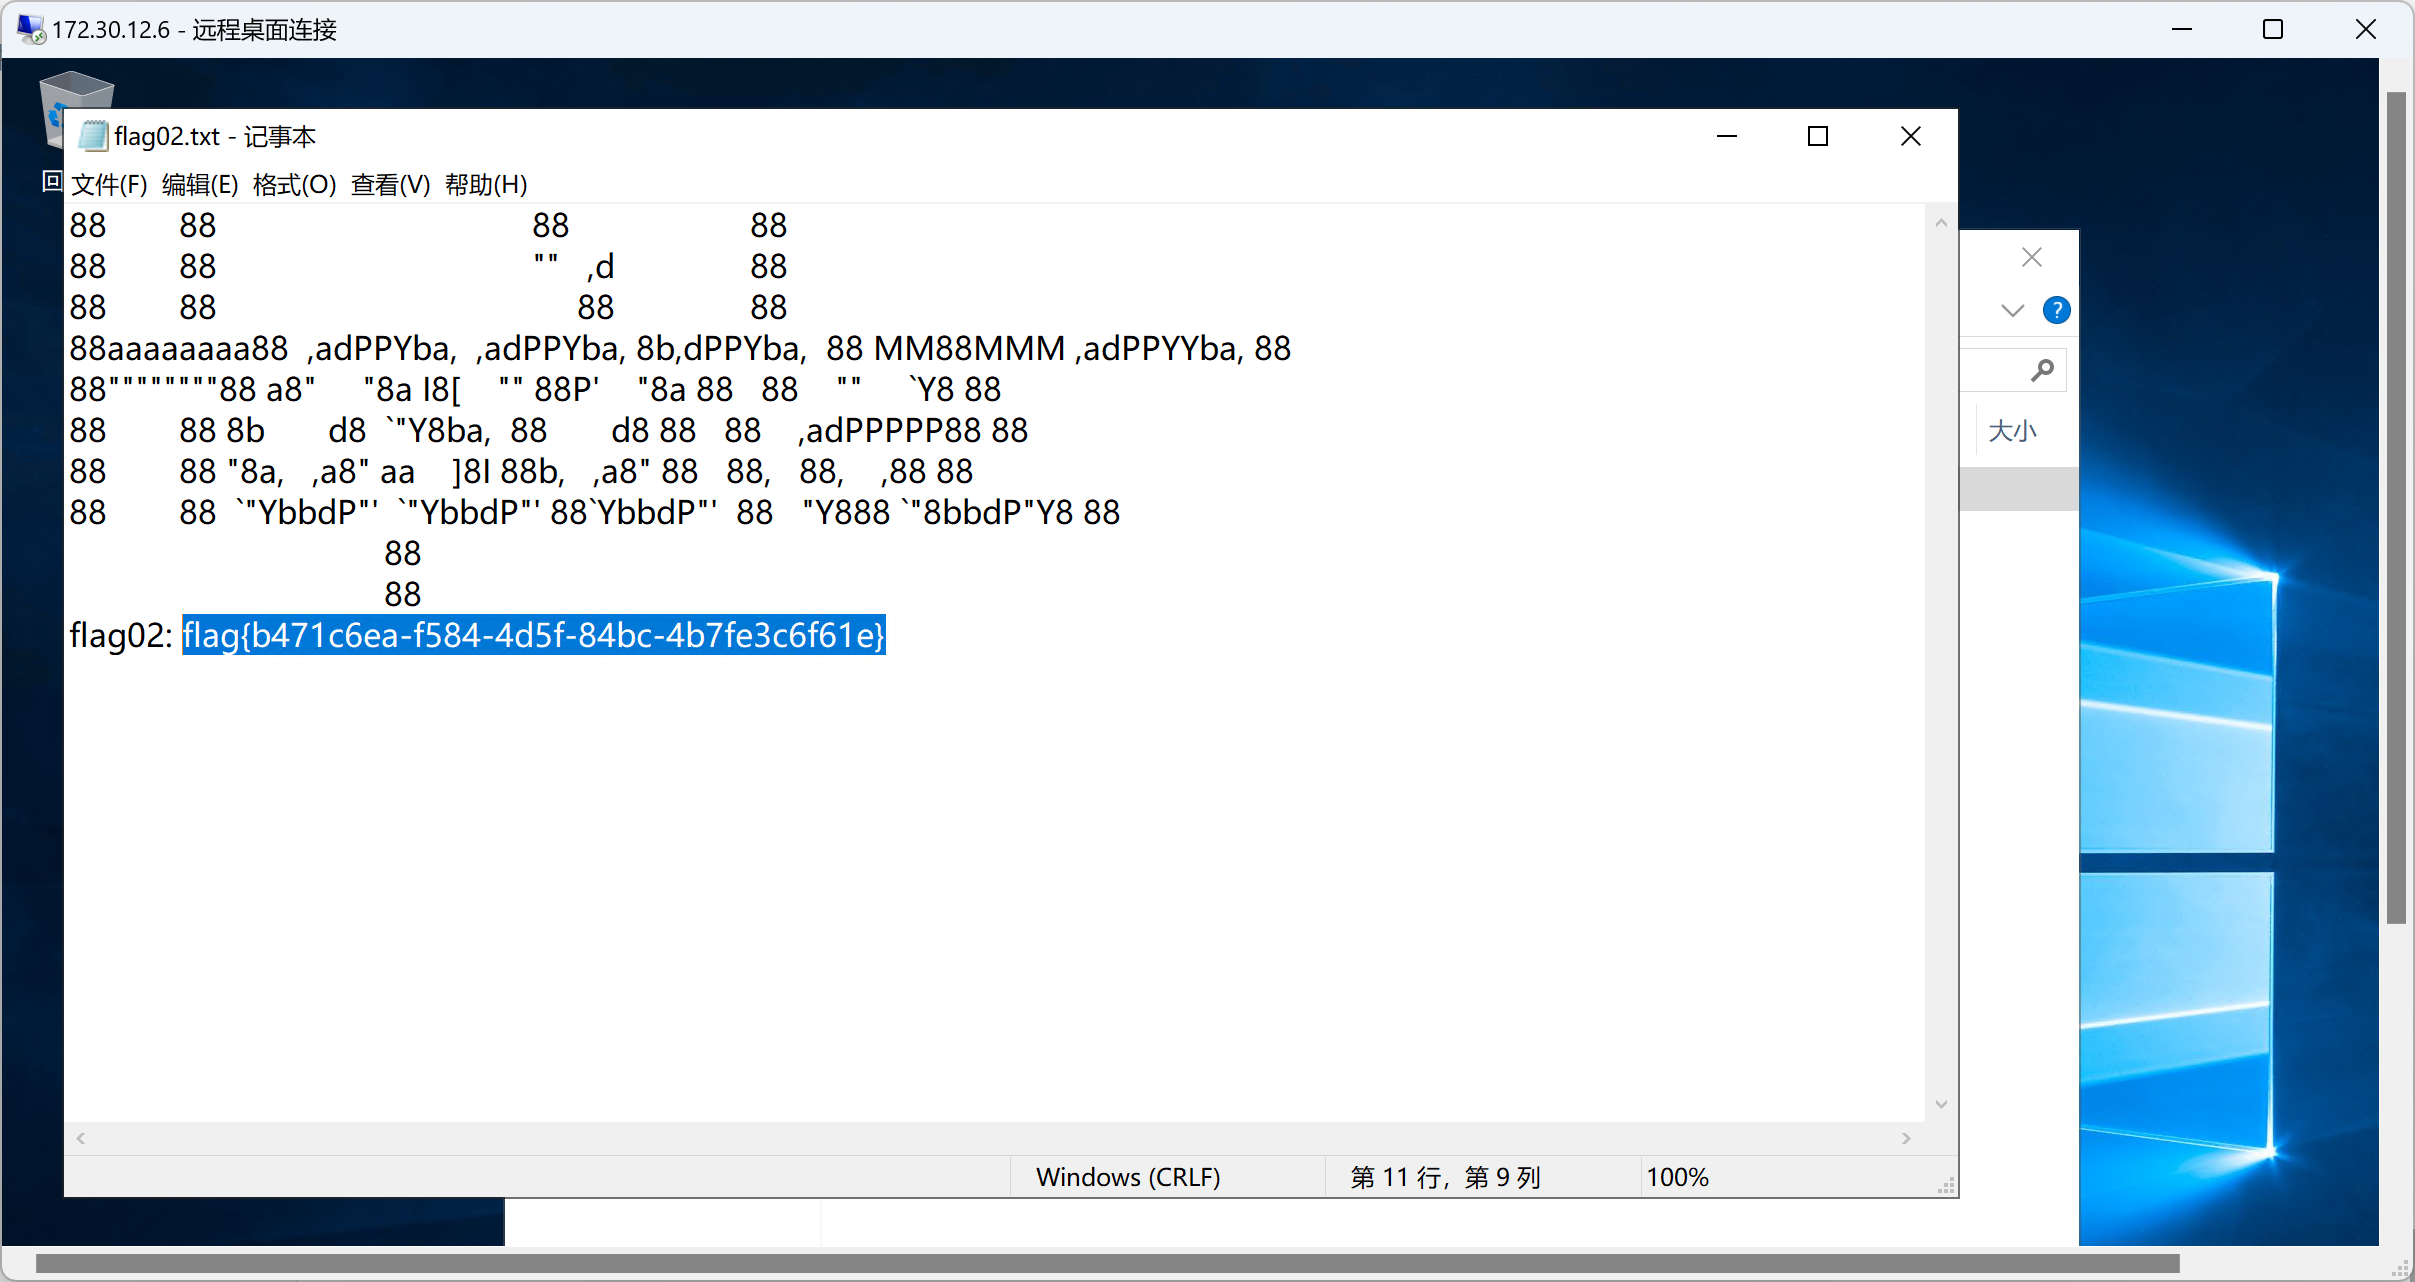 172.30.12.6 - 远程桌面连接
flag02.txt - 记事本
回
文件(F) 编辑(E) 格式(O) 查看(V) 帮助(H)
88        88                                  88                    88
88        88                                  ""   ,d               88
88        88                                       88               88
88aaaaaaaa88  ,adPPYba,  ,adPPYba, 8b,dPPYba,  88 MM88MMM ,adPPYYba, 88
88""""""""88 a8"     "8a I8[    "" 88P'    "8a 88   88    ""     `Y8 88
88        88 8b       d8  `"Y8ba,  88       d8 88   88    ,adPPPPP88 88
88        88 "8a,   ,a8" aa    ]8I 88b,   ,a8" 88   88,   88,    ,88 88
88        88  `"YbbdP"'  `"YbbdP"' 88`YbbdP"'  88   "Y888 `"8bbdP"Y8 88
                                   88
                                   88
flag02: flag{b471c6ea-f584-4d5f-84bc-4b7fe3c6f61e}
?
大小
Windows (CRLF)
第 11 行，第 9 列
100%